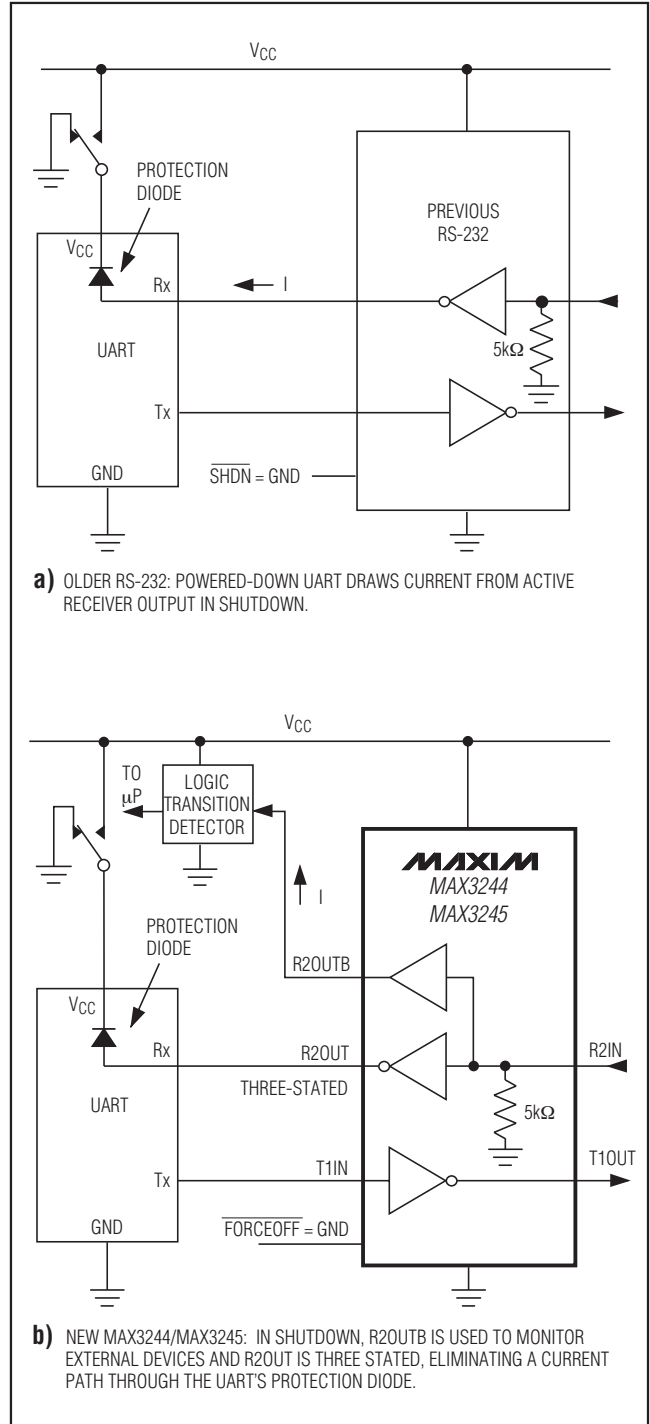 VCC
PROTECTION
DIODE
PREVIOUS
RS-232
VCC
Rx
I
UART
5kΩ
Tx
GND
SHDN = GND
a) OLDER RS-232: POWERED-DOWN UART DRAWS CURRENT FROM ACTIVE
RECEIVER OUTPUT IN SHUTDOWN.
VCC
TO
µP
LOGIC
TRANSITION
DETECTOR
MAXIM
MAX3244
MAX3245
I
PROTECTION
DIODE
R2OUTB
VCC
Rx
R2OUT
R2IN
THREE-STATED
UART
5kΩ
Tx
T1IN
T1OUT
GND
FORCEOFF = GND
b) NEW MAX3244/MAX3245: IN SHUTDOWN, R2OUTB IS USED TO MONITOR
EXTERNAL DEVICES AND R2OUT IS THREE STATED, ELIMINATING A CURRENT
PATH THROUGH THE UART'S PROTECTION DIODE.